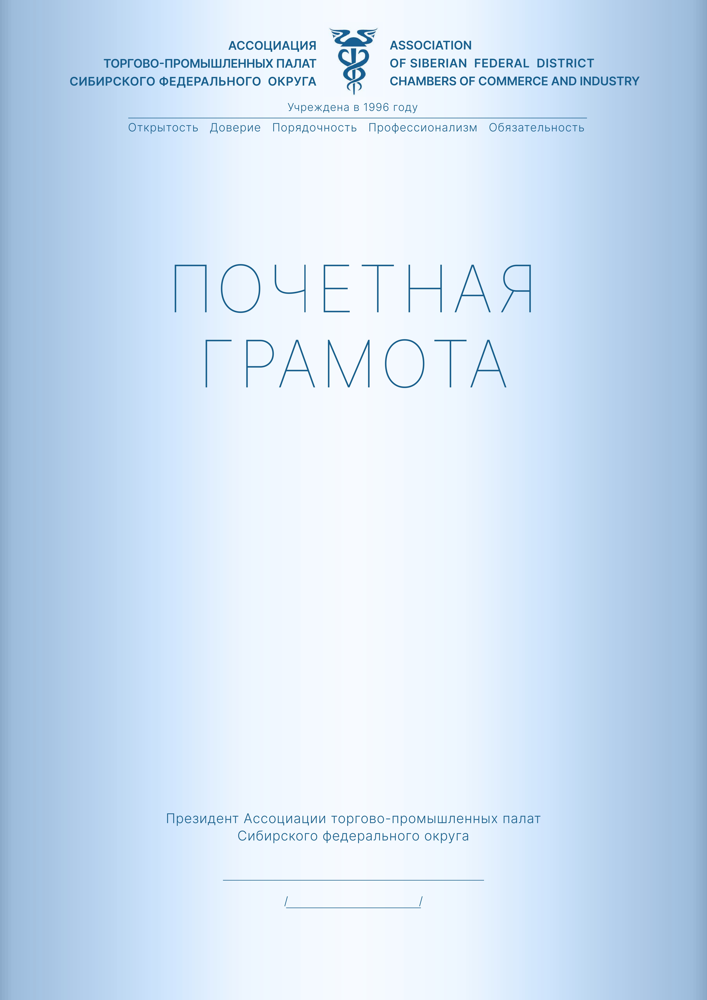 АССОЦИАЦИЯ
ТОРГОВО-ПРОМЫШЛЕННЫХ ПАЛАТ
СИБИРСКОГО ФЕДЕРАЛЬНОГО ОКРУГА
ASSOCIATION
OF SIBERIAN FEDERAL DISTRICT
CHAMBERS OF COMMERCE AND INDUSTRY
Учреждена в 1996 году
Открытость Доверие Порядочность Профессионализм Обязательность
ПОЧЕТНАЯ
ГРАМОТА
Президент Ассоциации торгово-промышленных палат
Сибирского федерального округа
/ /